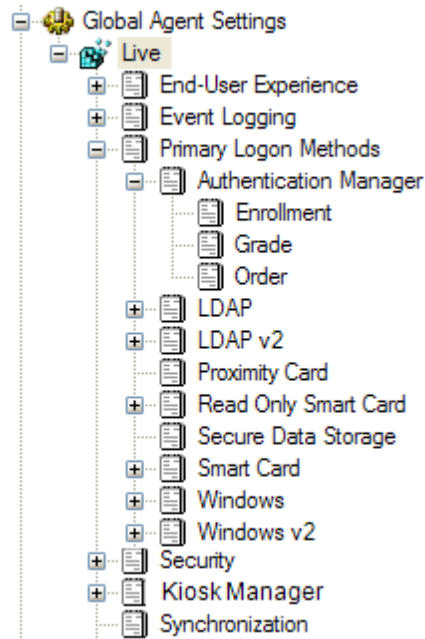 Global Agent Settings
Live
End-User Experience
Event Logging
Primary Logon Methods
Authentication Manager
Enrollment
Grade
Order
LDAP
LDAP v2
Proximity Card
Read Only Smart Card
Secure Data Storage
Smart Card
Windows
Windows v2
Security
Kiosk Manager
Synchronization